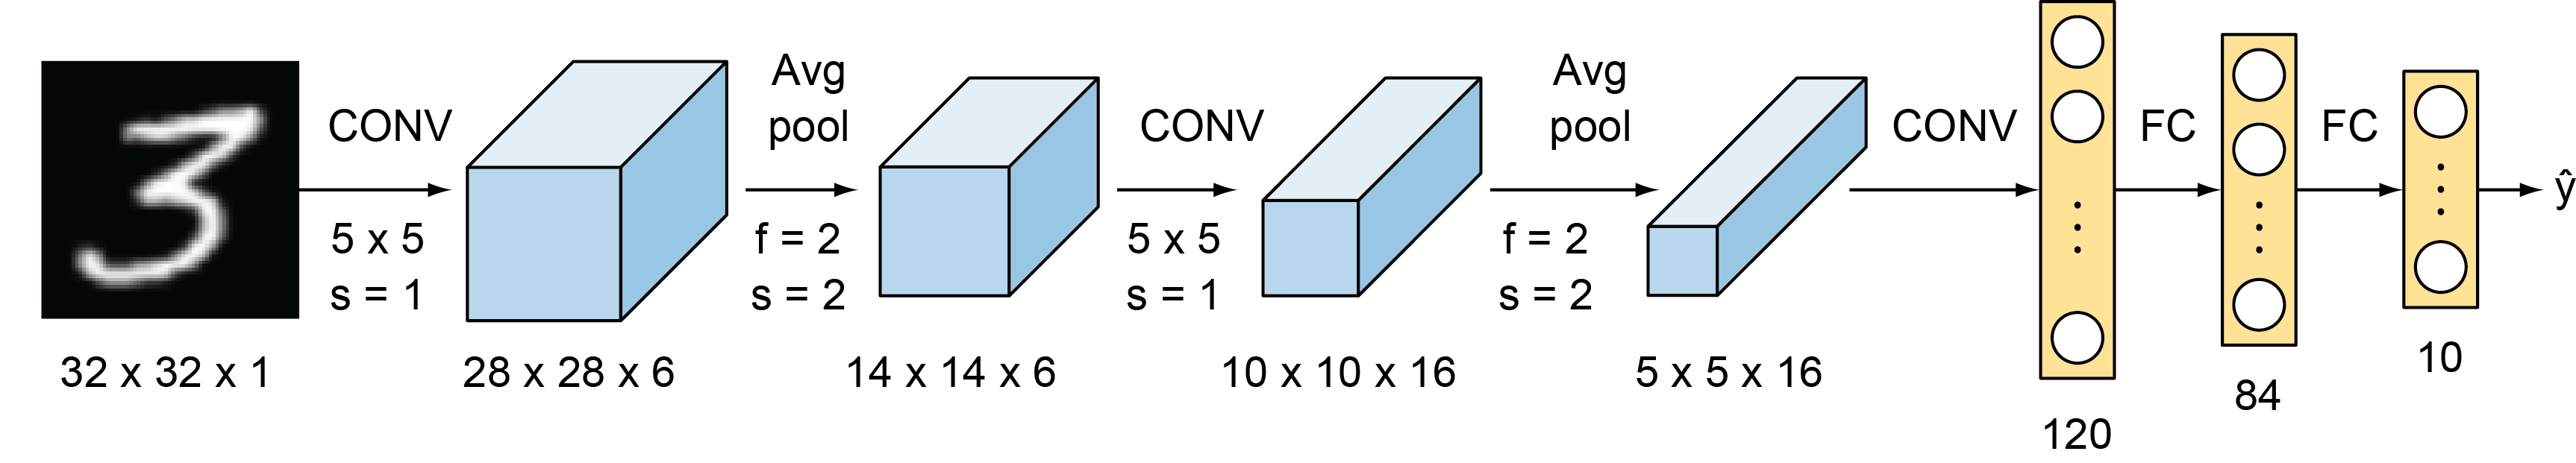 3
CONV
5 x 5
s = 1
Avg
pool
f = 2
s = 2
CONV
5 x 5
s = 1
Avg
pool
f = 2
s = 2
CONV
FC
FC
ŷ
32 x 32 x 1
28 x 28 x 6
14 x 14 x 6
10 x 10 x 16
5 x 5 x 16
120
84
10